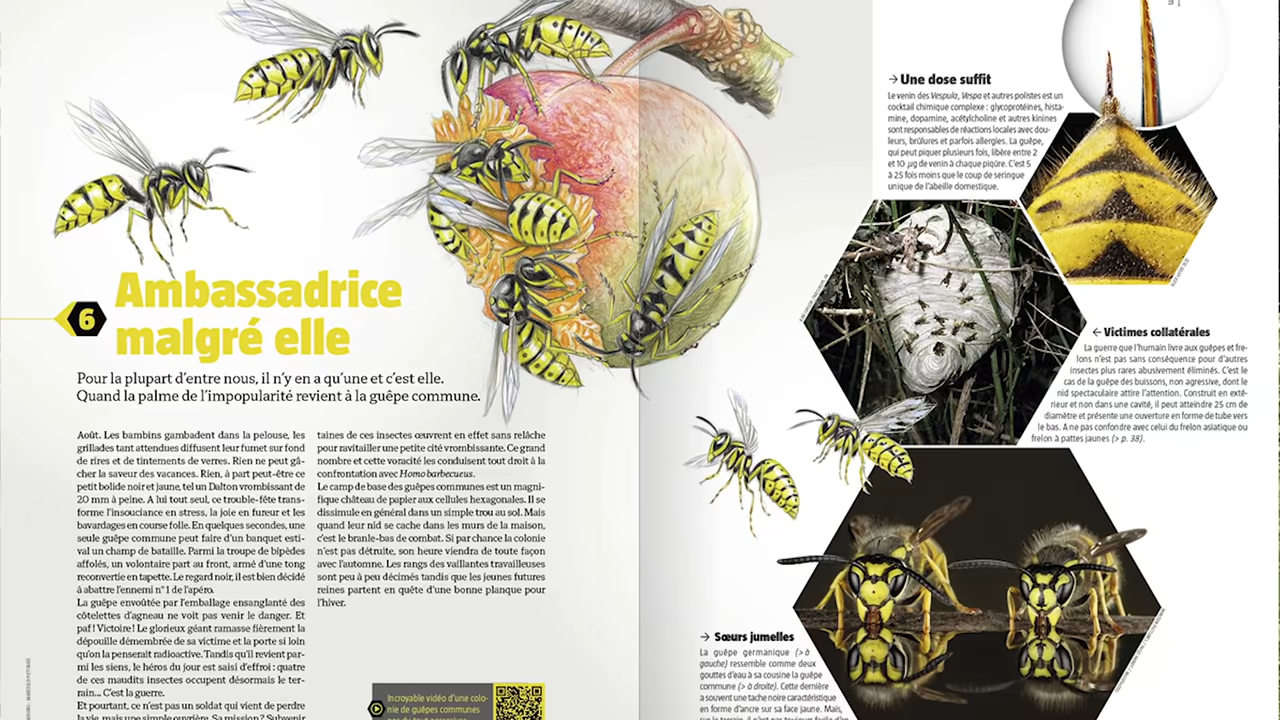 6
Ambassadrice
malgré elle
Pour la plupart d'entre nous, il n'y en a qu'une et c'est elle.
Quand la palme de l'impopularité revient à la guêpe commune.
Août. Les bambins gambadent dans la pelouse, les
grillades tant attendues diffusent leur fumet sur fond
de rires et de tintements de verres. Rien ne peut gâ-
cher la saveur des vacances. Rien, à part peut-être ce
petit bolide noir et jaune, tel un Dalton vrombissant de
20 mm à peine. A lui tout seul, ce trouble-fête trans-
forme l'insouciance en stress, la joie en fureur et les
bavardages en course folle. En quelques secondes, une
seule guêpe commune peut faire d'un banquet esti-
val un champ de bataille. Parmi la troupe de bipèdes
affolés, un volontaire part au front, armé d'une tong
reconvertie en tapette. Le regard noir, il est bien décidé
à abattre l'ennemi n° 1 de l'apéro.
La guêpe envoûtée par l'emballage ensanglanté des
côtelettes d'agneau ne voit pas venir le danger. Et
paf ! Victoire ! Le glorieux géant ramasse fièrement la
dépouille démembrée de sa victime et la porte si loin
qu'on la penserait radioactive. Tandis qu'il revient par-
mi les siens, le héros du jour est saisi d'effroi : quatre
de ces maudits insectes occupent désormais le ter-
rain... C'est la guerre.
Et pourtant, ce n'est pas un soldat qui vient de perdre
la vie, mais une simple ouvrière. Sa mission ? Subvenir
taines de ces insectes œuvrent en effet sans relâche
pour ravitailler une petite cité vrombissante. Ce grand
nombre et cette voracité les conduisent tout droit à la
confrontation avec Homo barbecueus.
Le camp de base des guêpes communes est un magni-
fique château de papier aux cellules hexagonales. Il se
dissimule en général dans un simple trou au sol. Mais
quand leur nid se cache dans les murs de la maison,
c'est le branle-bas de combat. Si par chance la colonie
n'est pas détruite, son heure viendra de toute façon
avec l'automne. Les rangs des vaillantes travailleuses
sont peu à peu décimés tandis que les jeunes futures
reines partent en quête d'une bonne planque pour
l'hiver.
Incroyable vidéo d'une colo-
nie de guêpes communes
→ Une dose suffit
Le venin des Vespula, Vespa et autres polistes est un
cocktail chimique complexe : glycoprotéines, hista-
mine, dopamine, acétylcholine et autres kinines
sont responsables de réactions locales avec dou-
leurs, brûlures et parfois allergies. La guêpe,
qui peut piquer plusieurs fois, libère entre 2
et 10 µg de venin à chaque piqûre. C'est 5
à 25 fois moins que le coup de seringue
unique de l'abeille domestique.
← Victimes collatérales
La guerre que l'humain livre aux guêpes et fre-
lons n'est pas sans conséquence pour d'autres
insectes plus rares abusivement éliminés. C'est le
cas de la guêpe des buissons, non agressive, dont le
nid spectaculaire attire l'attention. Construit en exté-
rieur et non dans une cavité, il peut atteindre 25 cm de
diamètre et présente une ouverture en forme de tube vers
le bas. A ne pas confondre avec celui du frelon asiatique ou
frelon à pattes jaunes (> p. 38).
→ Sœurs jumelles
La guêpe germanique (> à
gauche) ressemble comme deux
gouttes d'eau à sa cousine la guêpe
commune (> à droite). Cette dernière
a souvent une tache noire caractéristique
en forme d'ancre sur sa face jaune. Mais,